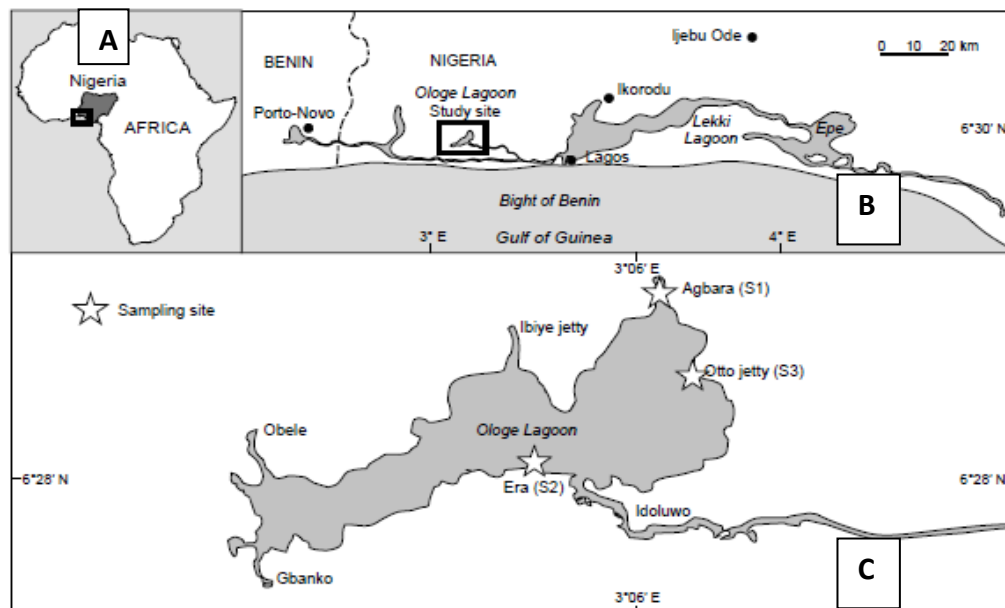 A
Nigeria
AFRICA
BENIN
NIGERIA
Ijebu Ode
0 10 20 km
Ologe Lagoon
Study site
Ikorodu
Porto-Novo
Lekki
Lagoon
Epe
6°30' N
Lagos
Bight of Benin
B
3° E
4° E
Gulf of Guinea
3°06' E
Sampling site
Agbara (S1)
Ibiye jetty
Otto jetty (S3)
Obele
Ologe Lagoon
6°28' N
6°28' N
Era (S2)
Idoluwo
Gbanko
C
3°06' E